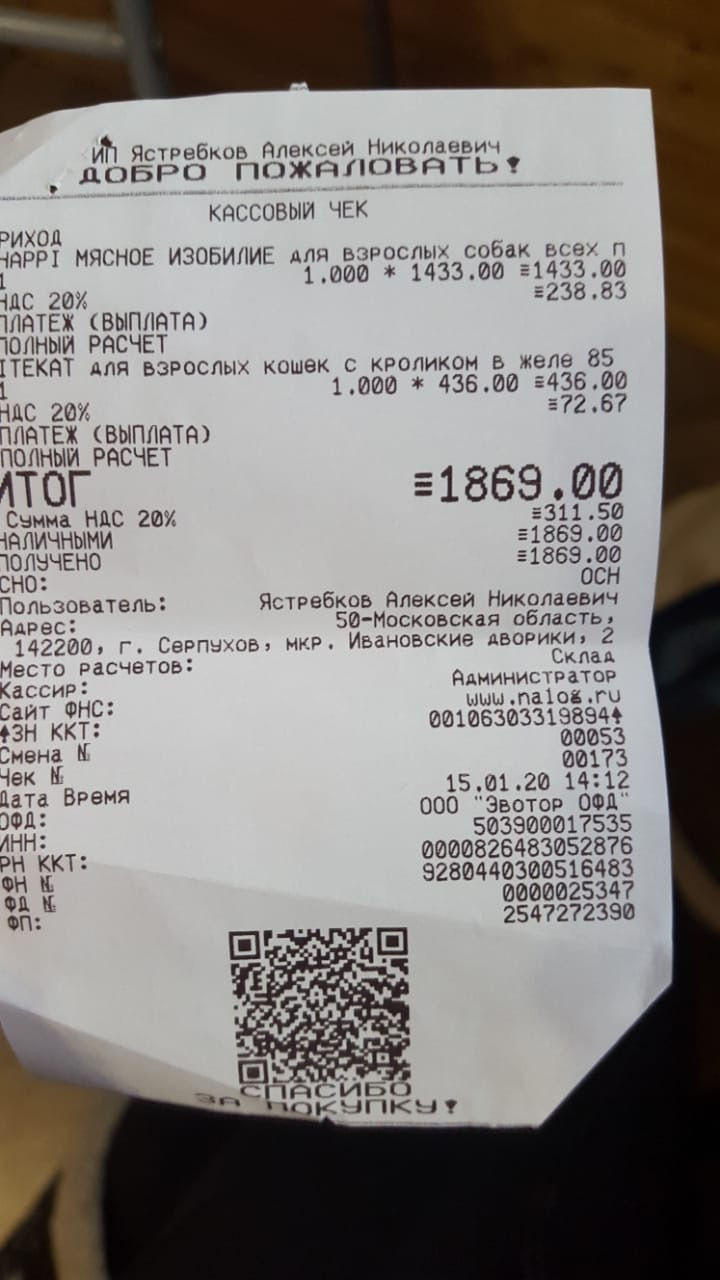 ИП Ястребков Алексей Николаевич
ДОБРО ПОЖАЛОВАТЬ!
КАССОВЫЙ ЧЕК
РИХОД
HAPPI МЯСНОЕ ИЗОБИЛИЕ для взрослых собак всех п
1 1.000 * 1433.00 ≡1433.00
НДС 20% ≡238.83
ПЛАТЕЖ (ВЫПЛАТА)
ПОЛНЫЙ РАСЧЕТ
ITEKAT для взрослых кошек с кроликом в желе 85
1 1.000 * 436.00 ≡436.00
НДС 20% ≡72.67
ПЛАТЕЖ (ВЫПЛАТА)
ПОЛНЫЙ РАСЧЕТ
ИТОГ ≡1869.00
Сумма НДС 20% ≡311.50
НАЛИЧНЫМИ ≡1869.00
ПОЛУЧЕНО ≡1869.00
СНО: ОСН
Пользователь: Ястребков Алексей Николаевич
Адрес: 50-Московская область,
142200, г. Серпухов, мкр. Ивановские дворики, 2
Место расчетов: Склад
Кассир: Администратор
Сайт ФНС: www.nalog.ru
ЗН ККТ: 00106303319894
Смена № 00053
Чек № 00173
Дата Время 15.01.20 14:12
ОФД: ООО "Эвотор ОФД"
ИНН: 503900017535
РН ККТ: 0000826483052876
ФН № 9280440300516483
ФД № 0000025347
ФП: 2547272390
СПАСИБО
ЗА ПОКУПКУ!